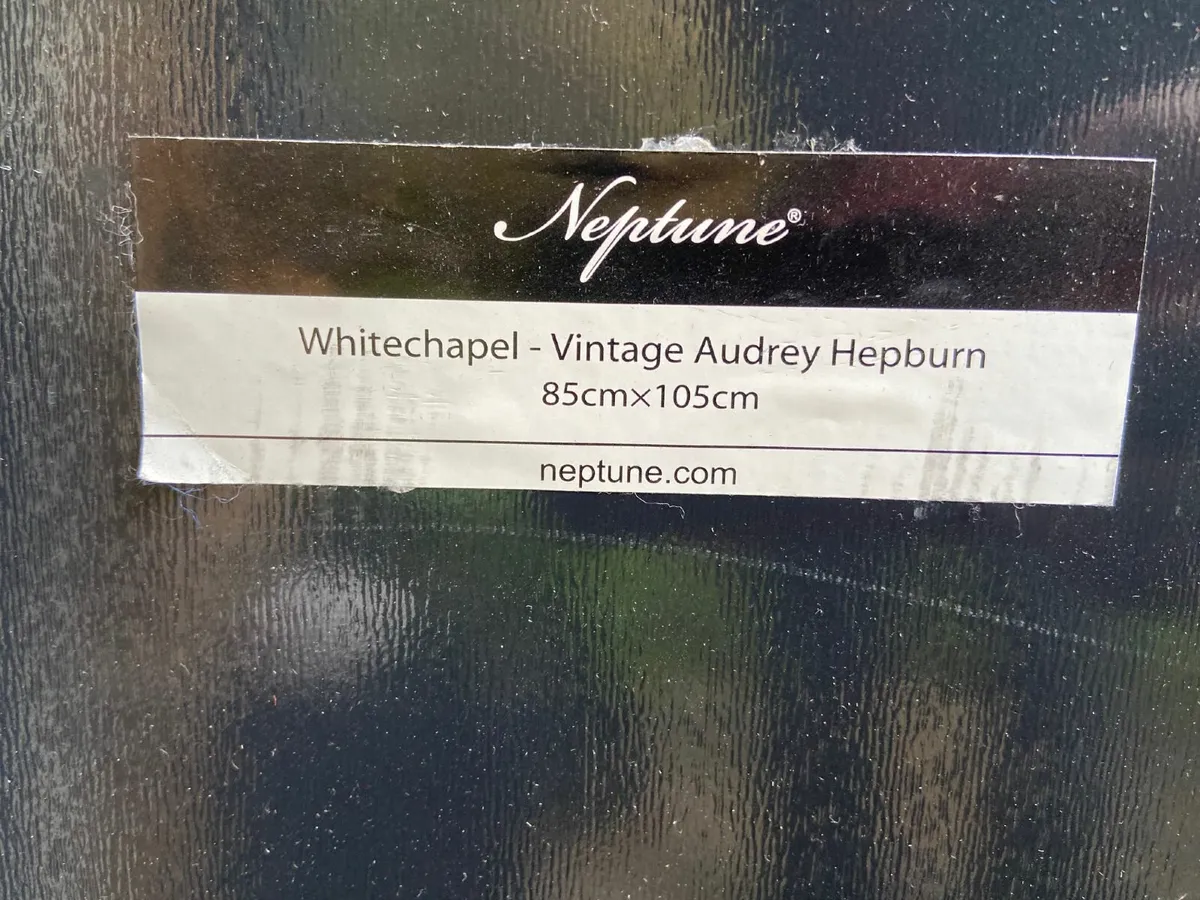 Neptune®
Whitechapel - Vintage Audrey Hepburn
85cm×105cm
neptune.com